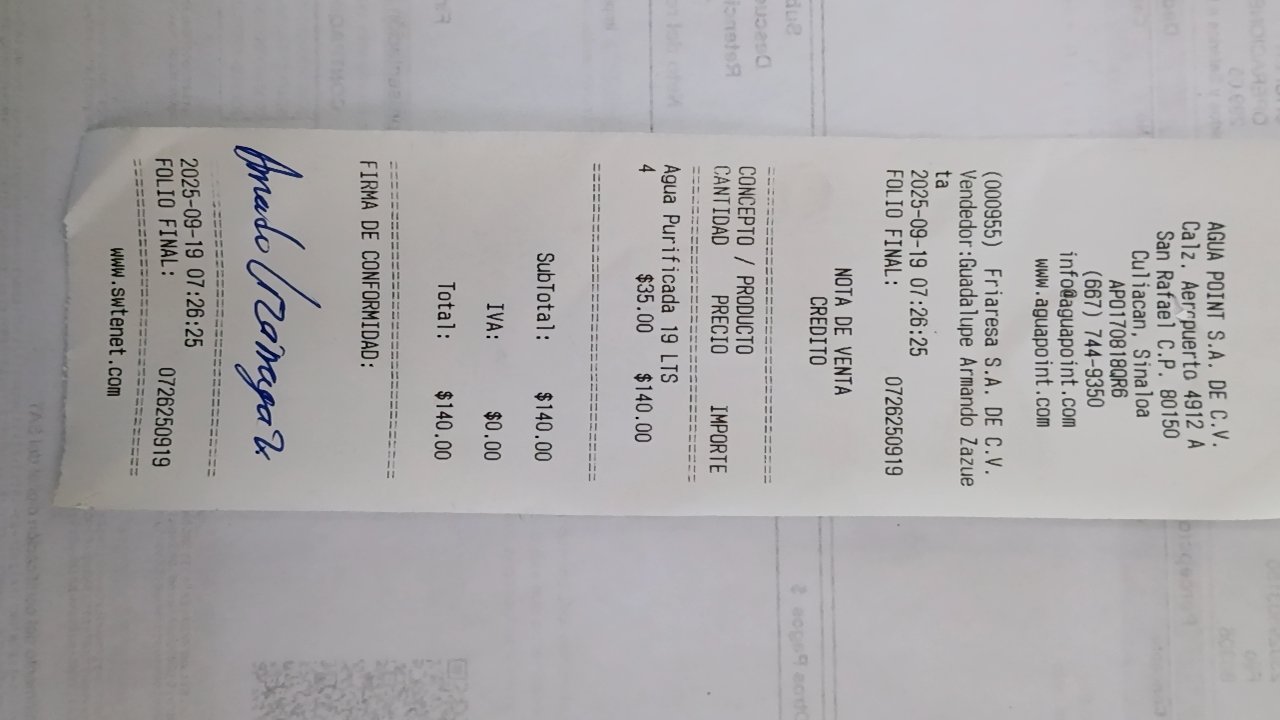 AGUA POINT S.A. DE C.V.
Calz. Aeropuerto 4912 A
San Rafael C.P. 80150
Culiacan, Sinaloa
APO170818QR6
(667) 744-9350
info@aguapoint.com
www.aguapoint.com
(000955) Friaresa S.A. DE C.V.
Vendedor:Guadalupe Armando Zazue
ta
2025-09-19 07:26:25
FOLIO FINAL: 0726250919
NOTA DE VENTA
CREDITO
CONCEPTO / PRODUCTO
CANTIDAD PRECIO IMPORTE
Agua Purificada 19 LTS
4 $35.00 $140.00
SubTotal: $140.00
IVA: $0.00
Total: $140.00
FIRMA DE CONFORMIDAD:
Amado
2025-09-19 07:26:25
FOLIO FINAL: 0726250919
www.swtenet.com